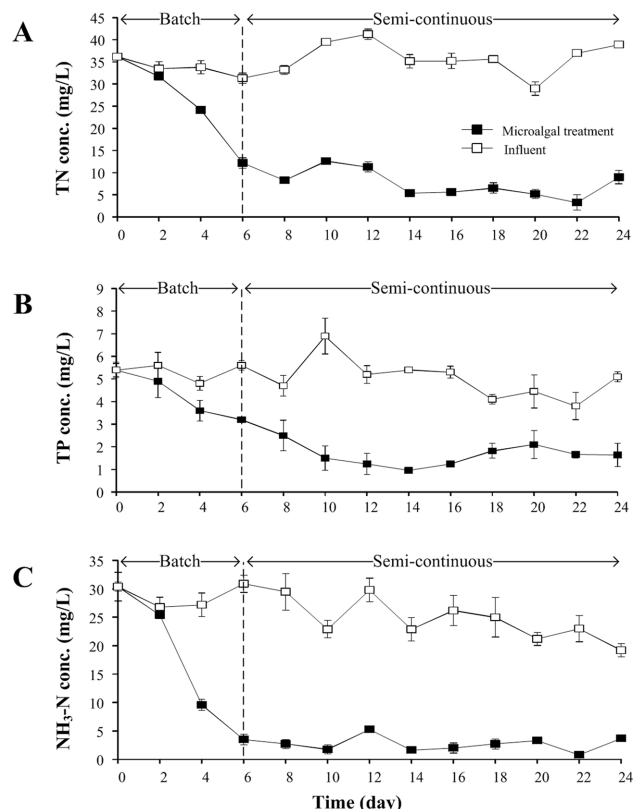 A
Batch
Semi-continuous
TN conc. (mg/L)
45
40
35
30
25
20
15
10
5
0
Microalgal treatment
Influent
0 2 4 6 8 10 12 14 16 18 20 22 24
B
Batch
Semi-continuous
TP conc. (mg/L)
9
8
7
6
5
4
3
2
1
0
0 2 4 6 8 10 12 14 16 18 20 22 24
C
Batch
Semi-continuous
NH3-N conc. (mg/L)
35
30
25
20
15
10
5
0
0 2 4 6 8 10 12 14 16 18 20 22 24
Time (day)